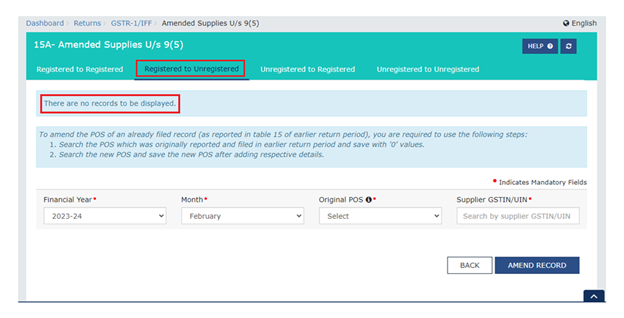 Dashboard › Returns › GSTR-1/IFF › Amended Supplies U/s 9(5) English
15A- Amended Supplies U/s 9(5) HELP
Registered to Registered Registered to Unregistered Unregistered to Registered Unregistered to Unregistered
There are no records to be displayed.
To amend the POS of an already filed record (as reported in table 15 of earlier return period), you are required to use the following steps:
1. Search the POS which was originally reported and filed in earlier return period and save with '0' values.
2. Search the new POS and save the new POS after adding respective details.
• Indicates Mandatory Fields
Financial Year • Month • Original POS • Supplier GSTIN/UIN •
2023-24 February Select Search by supplier GSTIN/UIN
BACK AMEND RECORD